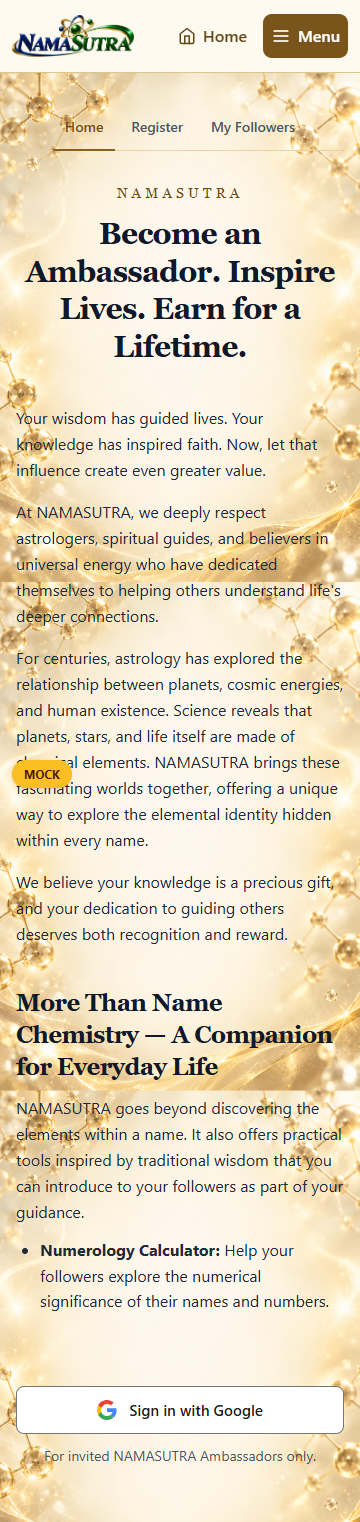 NAMASUTRA
Home
Menu
Home
Register
My Followers
NAMASUTRA
Become an
Ambassador. Inspire
Lives. Earn for a
Lifetime.
Your wisdom has guided lives. Your
knowledge has inspired faith. Now, let that
influence create even greater value.
At NAMASUTRA, we deeply respect
astrologers, spiritual guides, and believers in
universal energy who have dedicated
themselves to helping others understand life's
deeper connections.
For centuries, astrology has explored the
relationship between planets, cosmic energies,
and human existence. Science reveals that
planets, stars, and life itself are made of
elements. NAMASUTRA brings these
MOCK
fascinating worlds together, offering a unique
way to explore the elemental identity hidden
within every name.
We believe your knowledge is a precious gift,
and your dedication to guiding others
deserves both recognition and reward.
More Than Name
Chemistry — A Companion
for Everyday Life
NAMASUTRA goes beyond discovering the
elements within a name. It also offers practical
tools inspired by traditional wisdom that you
can introduce to your followers as part of your
guidance.
• Numerology Calculator: Help your
followers explore the numerical
significance of their names and numbers.
Sign in with Google
For invited NAMASUTRA Ambassadors only.